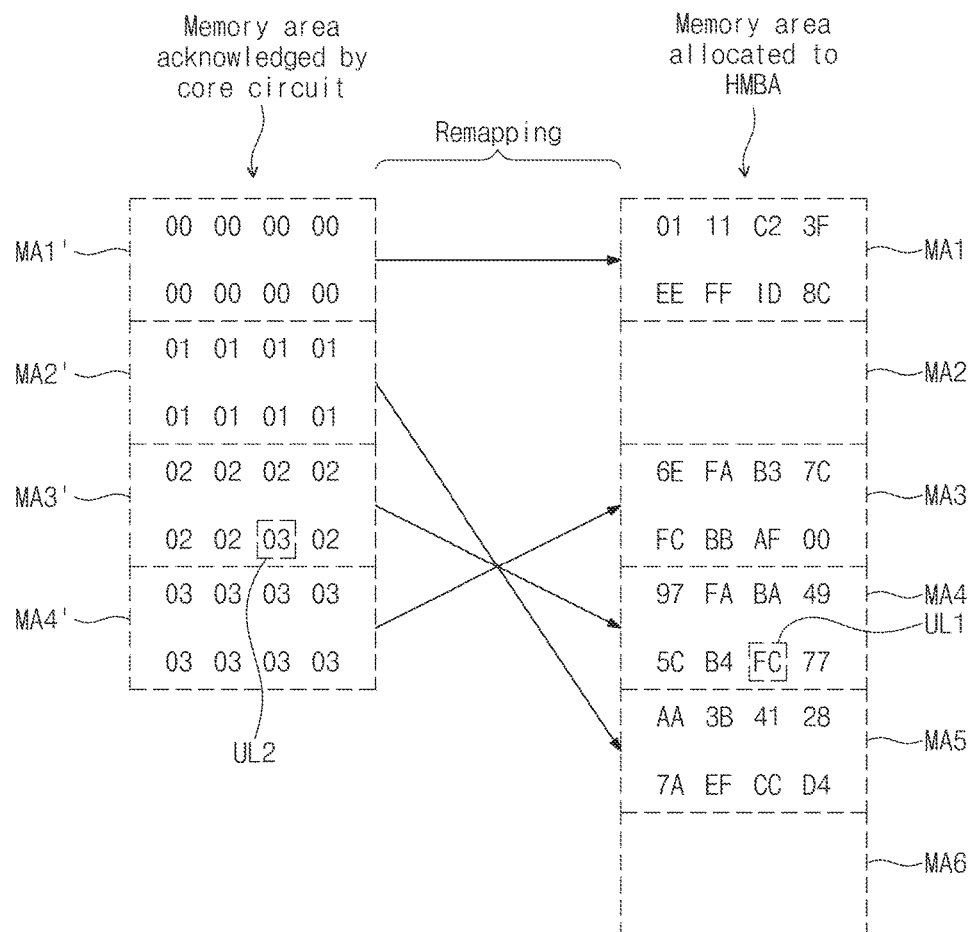 Memory area
acknowledged by
core circuit
Memory area
allocated to
HMBA
Remapping
MA1'
00 00 00 00
00 00 00 00
MA2'
01 01 01 01
01 01 01 01
MA3'
02 02 02 02
02 02 03 02
MA4'
03 03 03 03
03 03 03 03
UL2
01 11 C2 3F
EE FF 1D 8C
MA1
MA2
6E FA B3 7C
FC BB AF 00
MA3
97 FA BA 49
5C B4 FC 77
MA4
UL1
AA 3B 41 28
7A EF CC D4
MA5
MA6